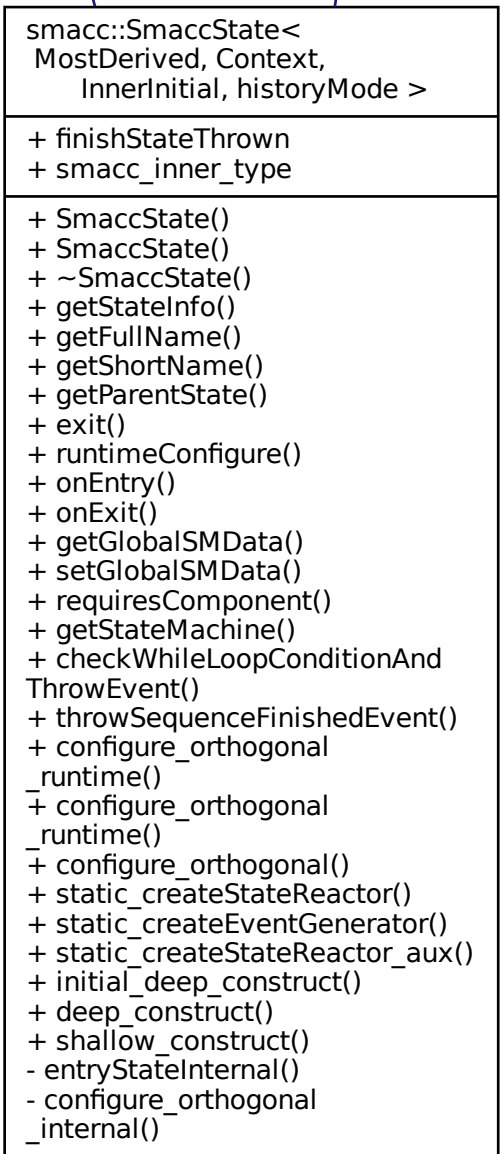 smacc::SmaccState<
MostDerived, Context,
InnerInitial, historyMode >
+ finishStateThrown
+ smacc_inner_type
+ SmaccState()
+ SmaccState()
+ ~SmaccState()
+ getStateInfo()
+ getFullName()
+ getShortName()
+ getParentState()
+ exit()
+ runtimeConfigure()
+ onEntry()
+ onExit()
+ getGlobalSMData()
+ setGlobalSMData()
+ requiresComponent()
+ getStateMachine()
+ checkWhileLoopConditionAnd
ThrowEvent()
+ throwSequenceFinishedEvent()
+ configure_orthogonal
_runtime()
+ configure_orthogonal
_runtime()
+ configure_orthogonal()
+ static_createStateReactor()
+ static_createEventGenerator()
+ static_createStateReactor_aux()
+ initial_deep_construct()
+ deep_construct()
+ shallow_construct()
- entryStateInternal()
- configure_orthogonal
_internal()